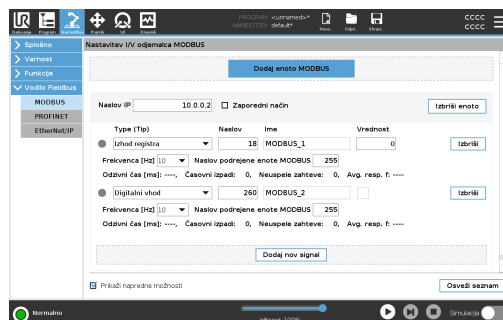 PROGRAM <unnamed>*
NAMESTITEV default*
CCCC
CCCC
Delovanje Program Namestitev Premik V/I Dnevnik Novo... Odpri... Shrani...
Splošno
Varnost
Funkcije
Vodilo Fieldbus
MODBUS
PROFINET
EtherNet/IP
Nastavitev I/V odjemalca MODBUS
Dodaj enoto MODBUS
Naslov IP 10.0.0.2 Zaporedni način Izbriši enoto
Type (Tip) Naslov Ime Vrednost
Izhod registra 18 MODBUS_1 0 Izbriši
Frekvenca [Hz] 10 Naslov podrejene enote MODBUS 255
Odzivni čas [ms]: ----, Časovni izpadi: 0, Neuspele zahteve: 0, Avg. resp. f: ----
Digitalni vhod 260 MODBUS_2 Izbriši
Frekvenca [Hz] 10 Naslov podrejene enote MODBUS 255
Odzivni čas [ms]: ----, Časovni izpadi: 0, Neuspele zahteve: 0, Avg. resp. f: ----
Dodaj nov signal
Prikaži napredne možnosti Osveži seznam
Normalno
Hitrost 100%
Simulacija